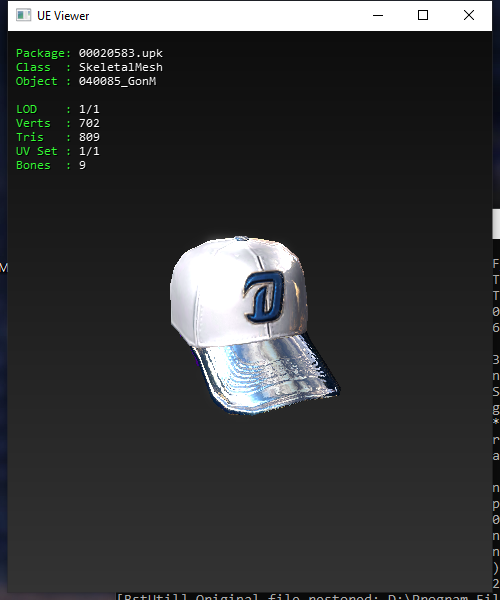 UE Viewer
Package: 00020583.upk
Class : SkeletalMesh
Object : 040085_GonM
LOD : 1/1
Verts : 702
Tris : 809
UV Set : 1/1
Bones : 9
M
D
F
T
T
0
6
3
n
S
g
*
r
a
n
p
0
n
n
)
2
[BstUtil] Original file restored: D:\Program Fil